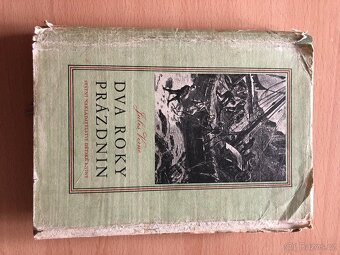 Jules Verne
DVA ROKY
PRÁZDNIN
STÁTNÍ NAKLADATELSTVÍ DĚTSKÉ KNIHY